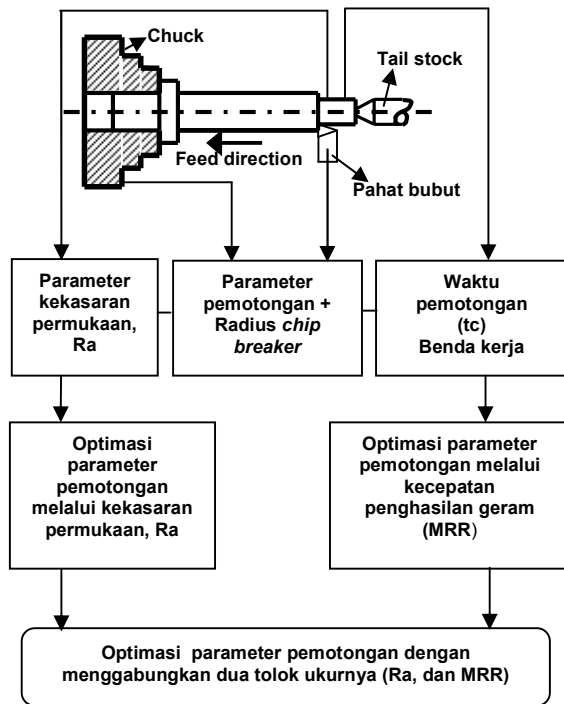 Chuck
Tail stock
Feed direction
Pahat bubut
Parameter
kekasaran
permukaan,
Ra
Parameter
pemotongan +
Radius chip
breaker
Waktu
pemotongan
(tc)
Benda kerja
Optimasi
parameter
pemotongan
melalui kekasaran
permukaan, Ra
Optimasi parameter
pemotongan melalui
kecepatan
penghasilan geram
(MRR)
Optimasi parameter pemotongan dengan
menggabungkan dua tolok ukurnya (Ra, dan MRR)